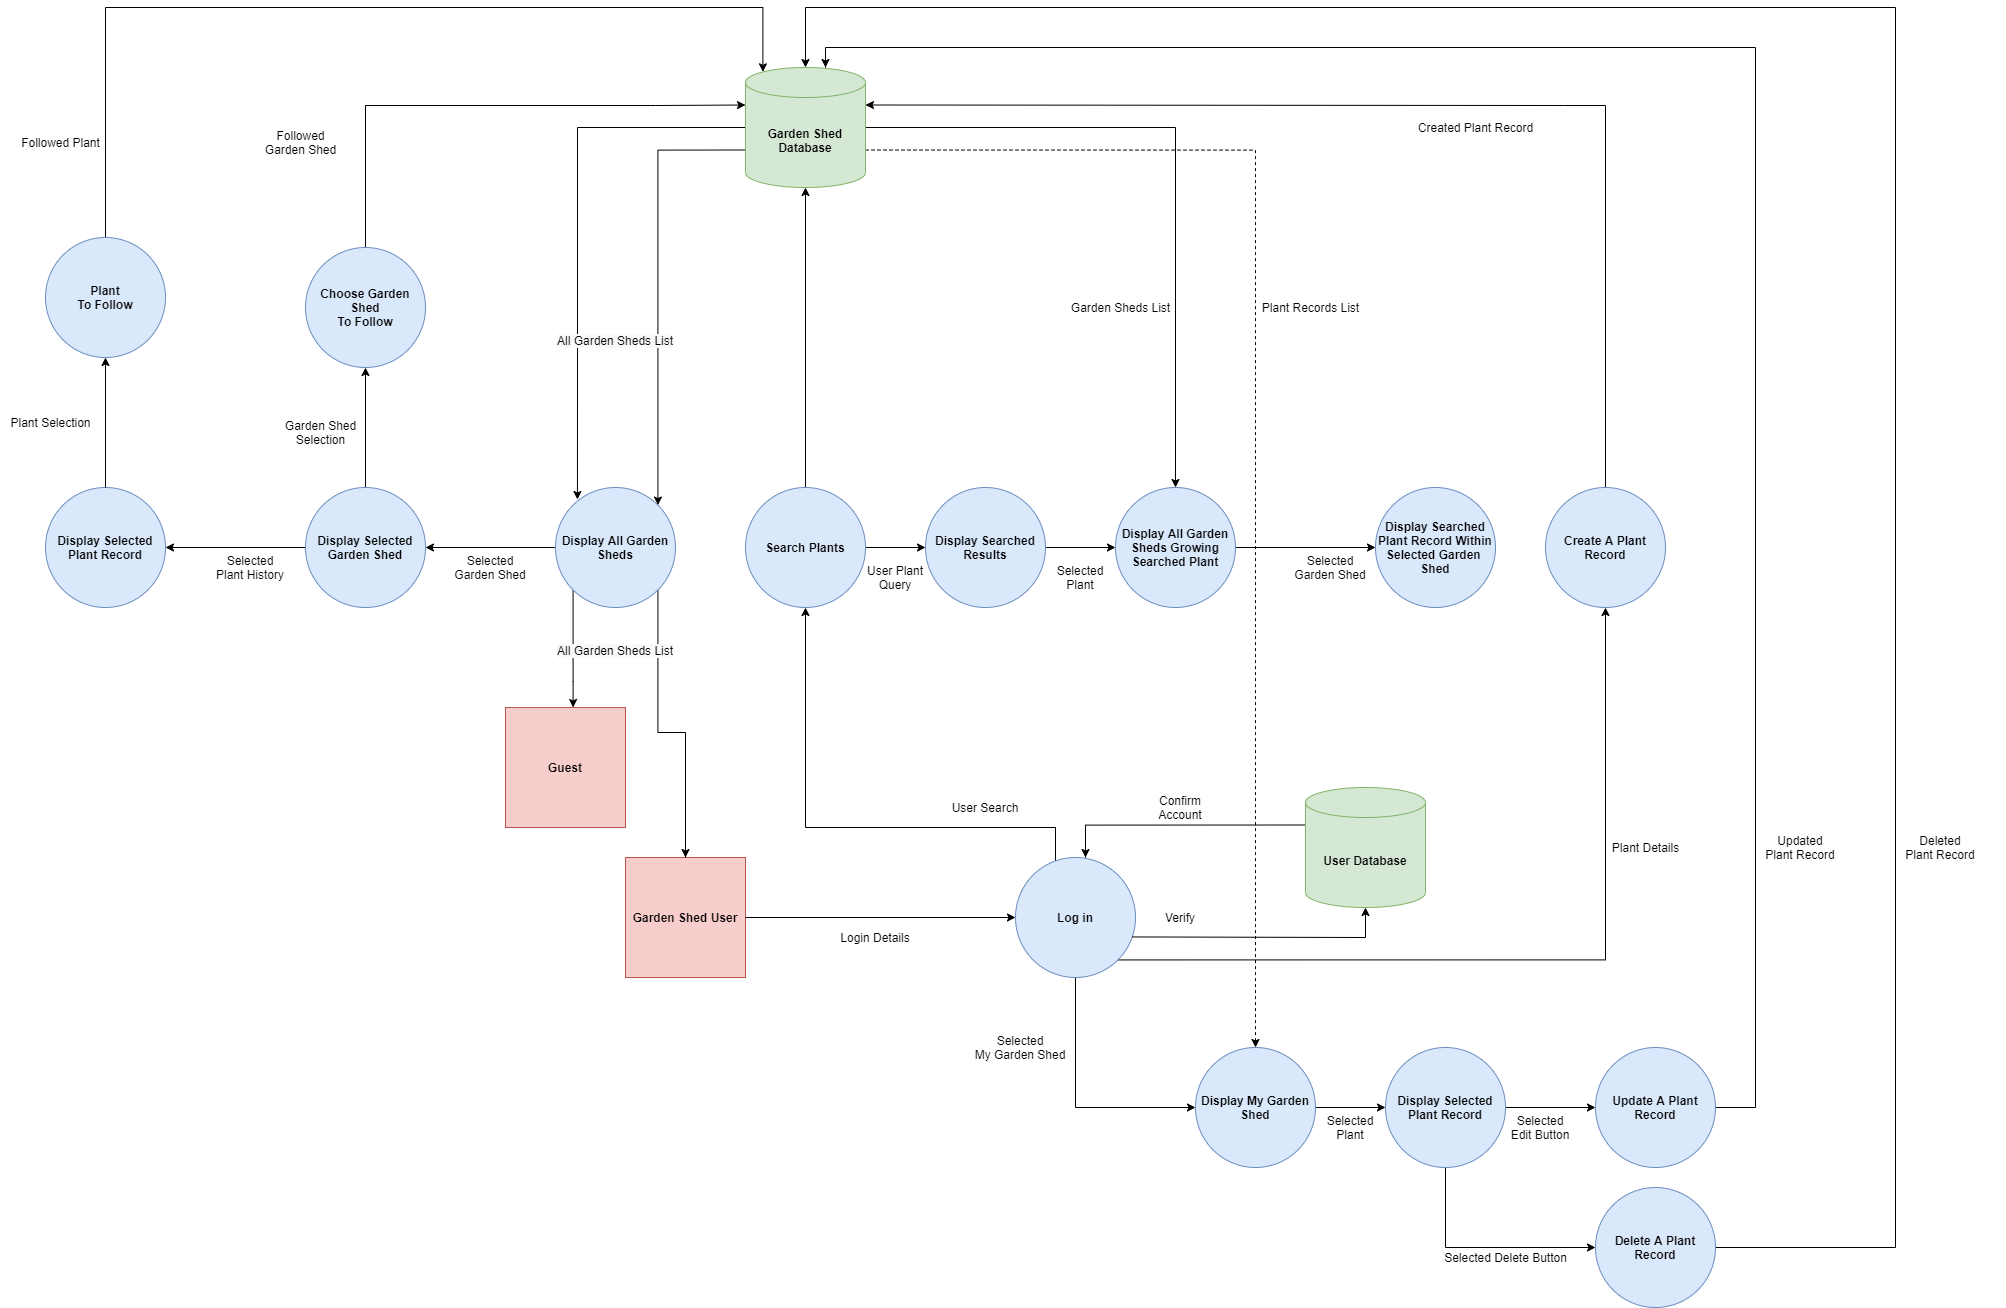 Garden Shed
Database
Followed Plant
Followed
Garden Shed
Created Plant Record
Plant
To Follow
Choose Garden
Shed
To Follow
All Garden Sheds List
Garden Sheds List
Plant Records List
Plant Selection
Garden Shed
Selection
Display Selected
Plant Record
Selected
Plant History
Display Selected
Garden Shed
Selected
Garden Shed
Display All Garden
Sheds
Search Plants
User Plant
Query
Display Searched
Results
Selected
Plant
Display All Garden
Sheds Growing
Searched Plant
Selected
Garden Shed
Display Searched
Plant Record Within
Selected Garden
Shed
Create A Plant
Record
All Garden Sheds List
Guest
User Search
Confirm
Account
User Database
Plant Details
Updated
Plant Record
Deleted
Plant Record
Garden Shed User
Login Details
Log in
Verify
Selected
My Garden Shed
Display My Garden
Shed
Selected
Plant
Display Selected
Plant Record
Selected
Edit Button
Update A Plant
Record
Selected Delete Button
Delete A Plant
Record